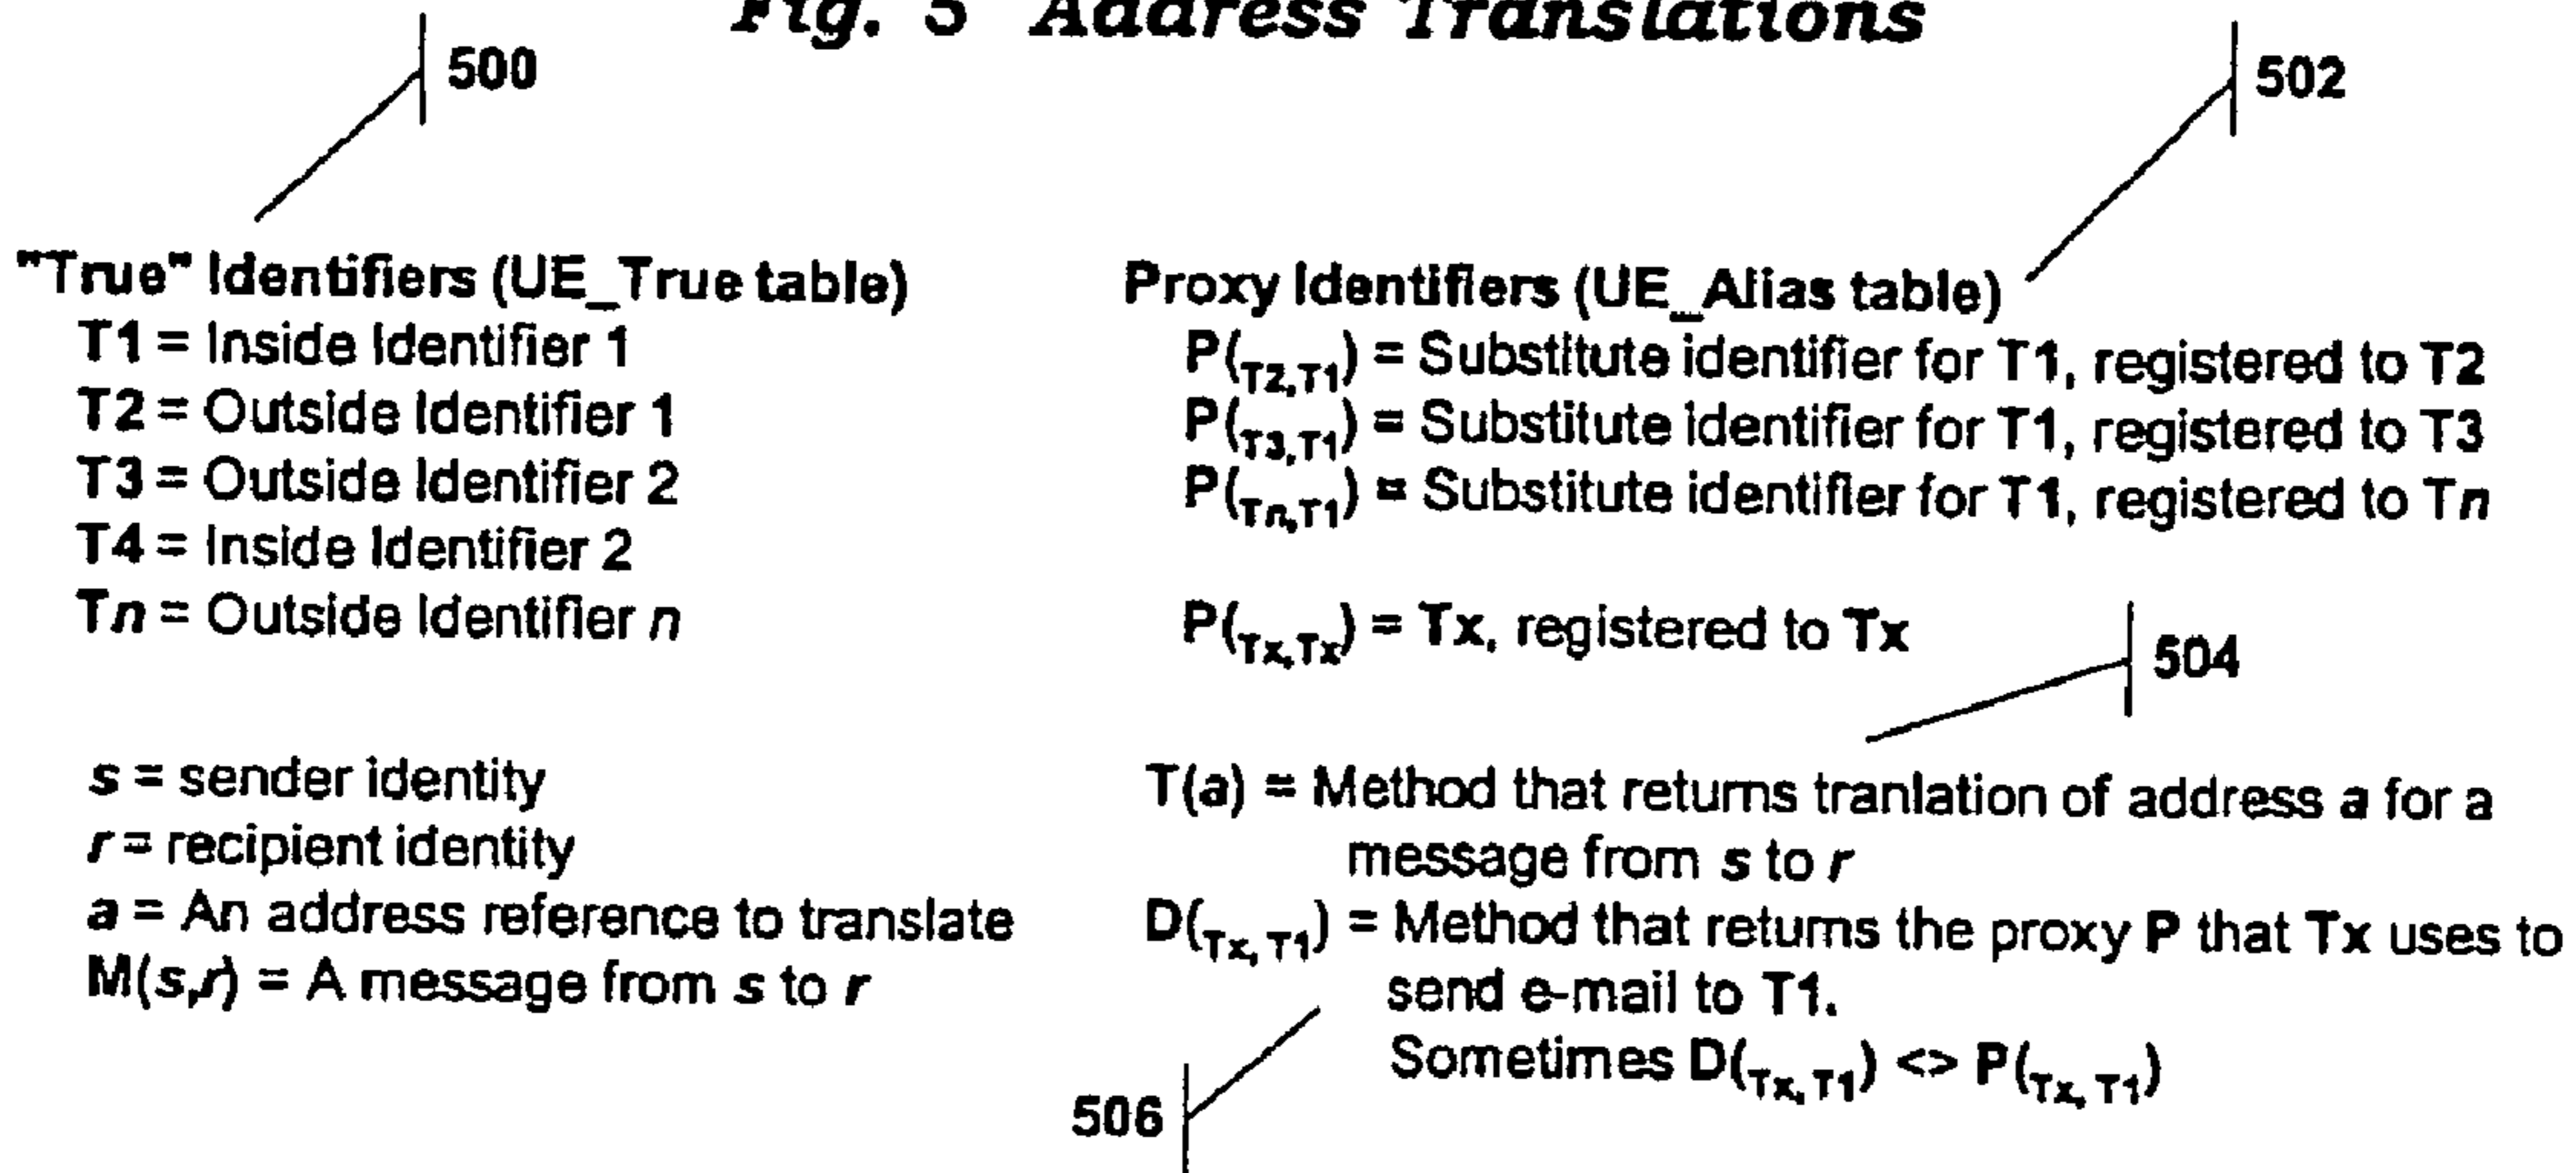 Fig. 5 Address Translations
500
502
"True" Identifiers (UE_True table)
T1 = Inside Identifier 1
T2 = Outside Identifier 1
T3 = Outside Identifier 2
T4 = Inside Identifier 2
Tn = Outside Identifier n
Proxy Identifiers (UE_Alias table)
P(T2,T1) = Substitute identifier for T1, registered to T2
P(T3,T1) = Substitute identifier for T1, registered to T3
P(Tn,T1) = Substitute identifier for T1, registered to Tn
P(Tx,Tx) = Tx, registered to Tx
504
s = sender identity
r = recipient identity
a = An address reference to translate
M(s,r) = A message from s to r
T(a) = Method that returns tranlation of address a for a
message from s to r
D(Tx, T1) = Method that returns the proxy P that Tx uses to
send e-mail to T1.
Sometimes D(Tx, T1) <> P(Tx, T1)
506